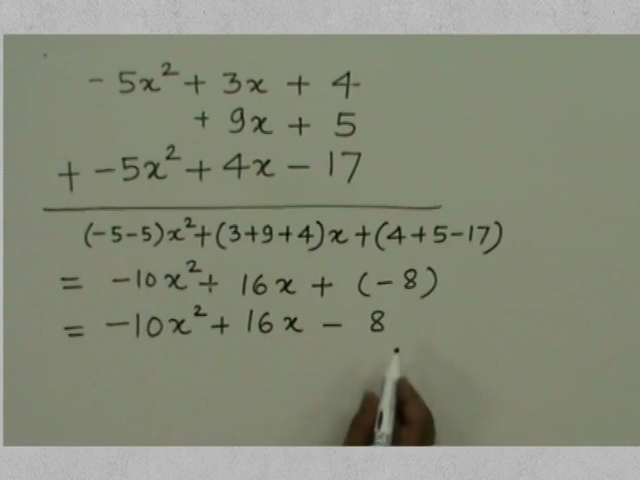 - 5x² + 3x + 4
+ 9x + 5
+ -5x² + 4x - 17
(-5-5)x²+(3+9+4)x+(4+5-17)
= -10x² + 16x + (-8)
= -10x² + 16x - 8